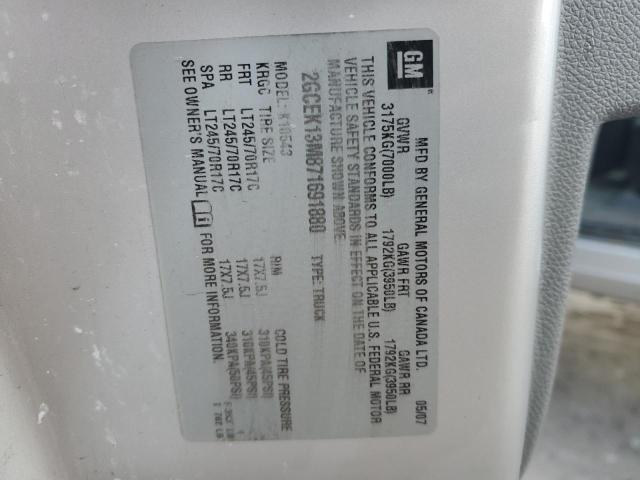 GM
MFD BY GENERAL MOTORS OF CANADA LTD. 05/07
GVWR GAWR FRT GAWR RR
3175KG(7000LB) 1792KG(3950LB) 1792KG(3950LB)
THIS VEHICLE CONFORMS TO ALL APPLICABLE U.S. FEDERAL MOTOR
VEHICLE SAFETY STANDARDS IN EFFECT ON THE DATE OF
MANUFACTURE SHOWN ABOVE.
2GCEK13M871691880 TYPE: TRUCK
MODEL: K10543
KRGC TIRE SIZE RIM COLD TIRE PRESSURE
FRT LT245/70R17C 17X7.5J 310KPA(45PSI)
RR LT245/70R17C 17X7.5J 310KPA(45PSI)
SPA LT245/70R17C 17X7.5J 340KPA(50PSI)
SEE OWNER'S MANUAL FOR MORE INFORMATION.